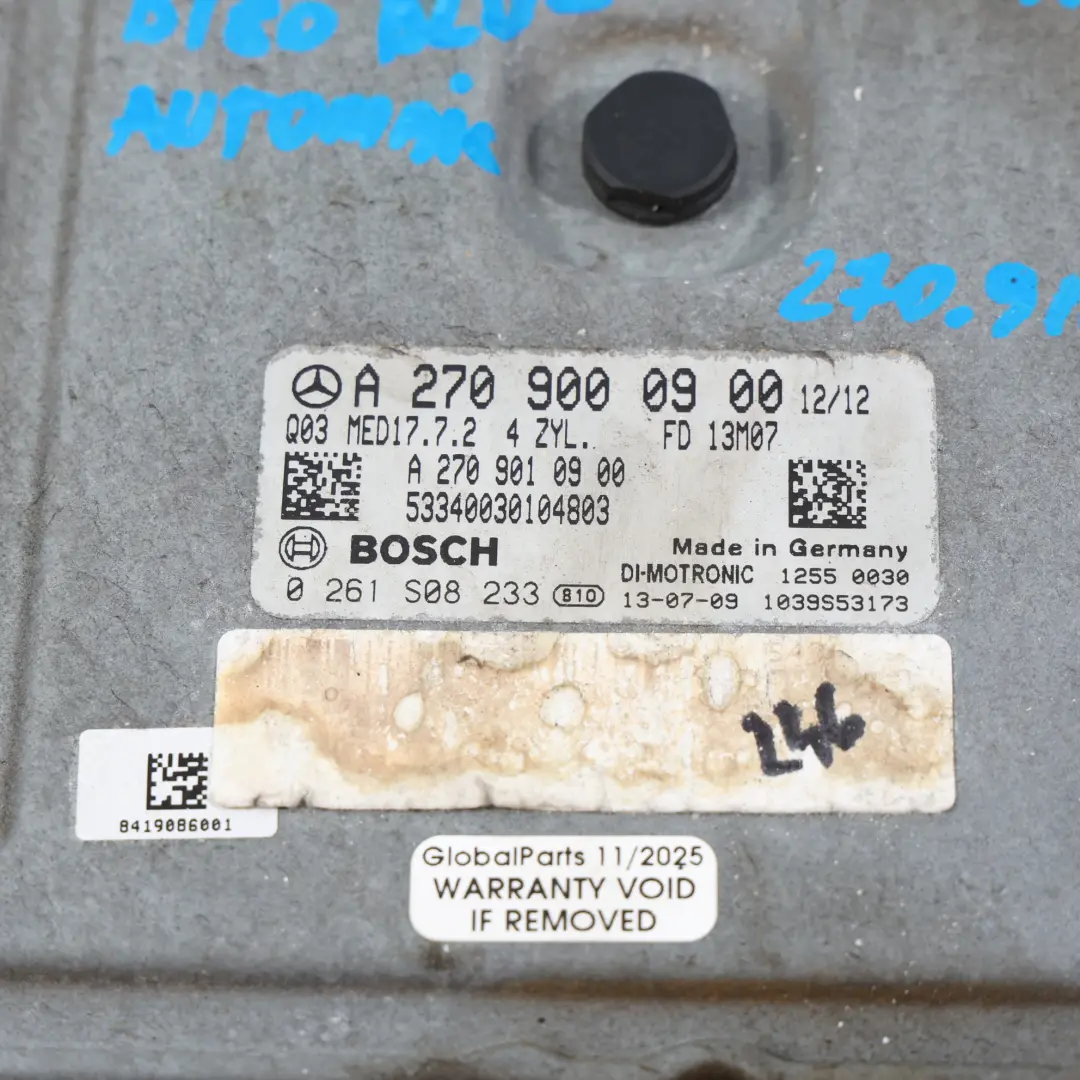 AUTOMATIC
270.91
A 270 900 09 00 12/12
Q03 MED17.7.2 4 ZYL. FD 13M07
A 270 901 09 00
53340030104803
BOSCH
Made in Germany
DI-MOTRONIC 1255 0030
0 261 S08 233 810 13-07-09 1039S53173
246
8419086001
GlobalParts 11/2025
WARRANTY VOID
IF REMOVED